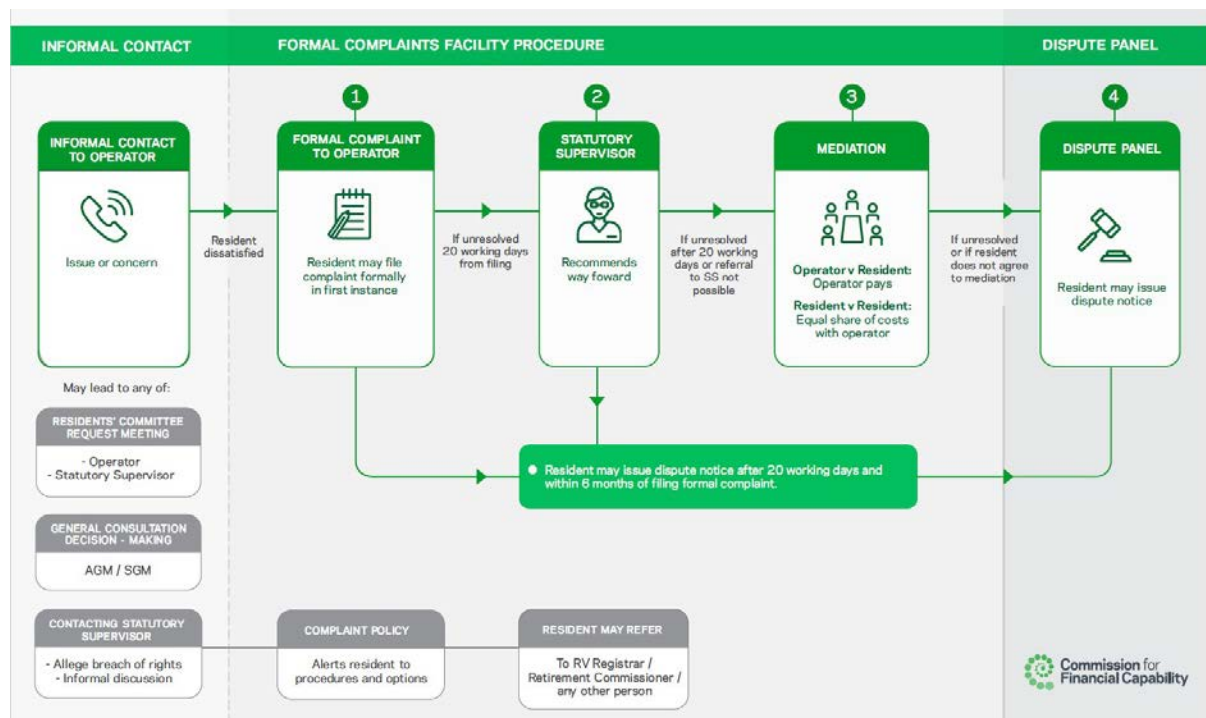 INFORMAL CONTACT
FORMAL COMPLAINTS FACILITY PROCEDURE
DISPUTE PANEL
INFORMAL CONTACT
TO OPERATOR
Issue or concern
Resident
dissatisfied
1
FORMAL COMPLAINT
TO OPERATOR
Resident may file
complaint formally
in first instance
If unresolved
20 working days
from filing
2
STATUTORY
SUPERVISOR
Recommends
way foward
If unresolved
after 20 working
days or referral
to SS not
possible
3
MEDIATION
Operator v Resident:
Operator pays
Resident v Resident:
Equal share of costs
with operator
If unresolved
or if resident
does not agree
to mediation
4
DISPUTE PANEL
Resident may issue
dispute notice
Resident may issue dispute notice after 20 working days and
within 6 months of filing formal complaint.
May lead to any of:
RESIDENTS' COMMITTEE
REQUEST MEETING
- Operator
- Statutory Supervisor
GENERAL CONSULTATION
DECISION - MAKING
AGM / SGM
CONTACTING STATUTORY
SUPERVISOR
- Allege breach of rights
- Informal discussion
COMPLAINT POLICY
Alerts resident to
procedures and options
RESIDENT MAY REFER
To RV Registrar /
Retirement Commissioner /
any other person
Commission for
Financial Capability